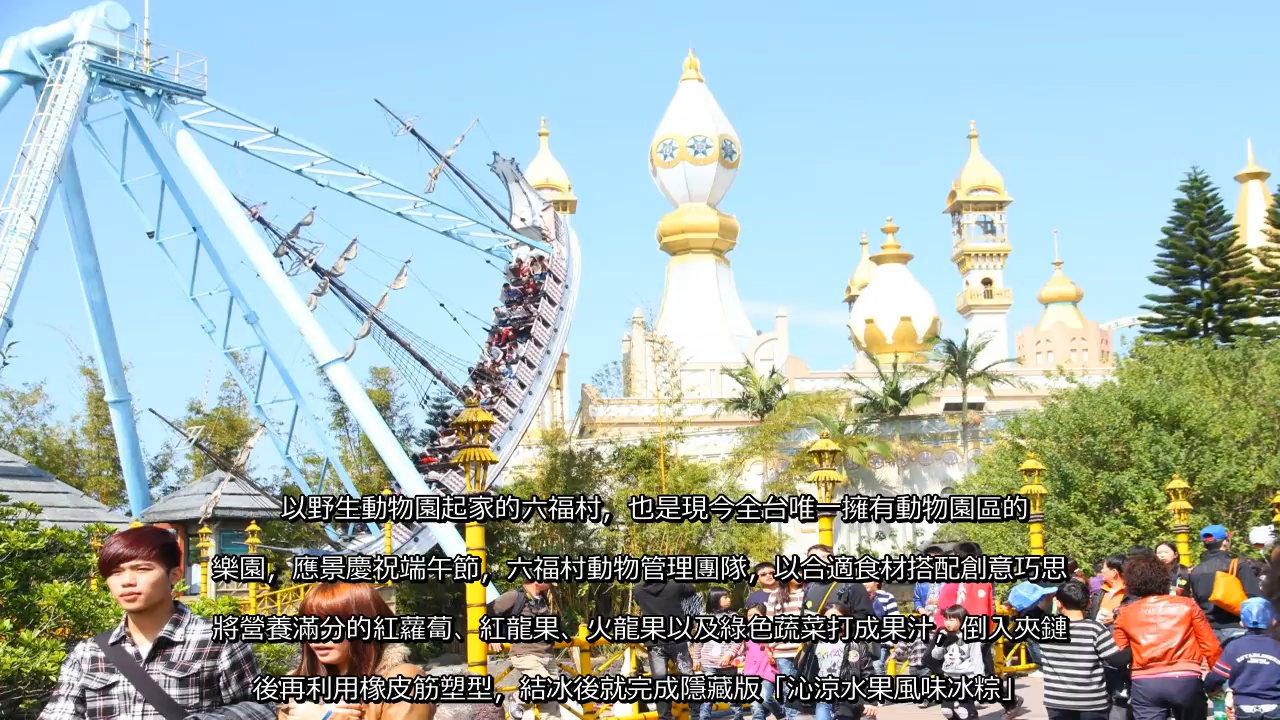 以野生動物園起家的六福村，也是現今全台唯一擁有動物園區的
樂園，應景慶祝端午節，六福村動物管理團隊，以合適食材搭配創意巧思
將營養滿分的紅蘿蔔、紅龍果、火龍果以及綠色蔬菜打成果汁，倒入夾鏈
後再利用橡皮筋塑型，結冰後就完成隱藏版「沁涼水果風味冰粽」